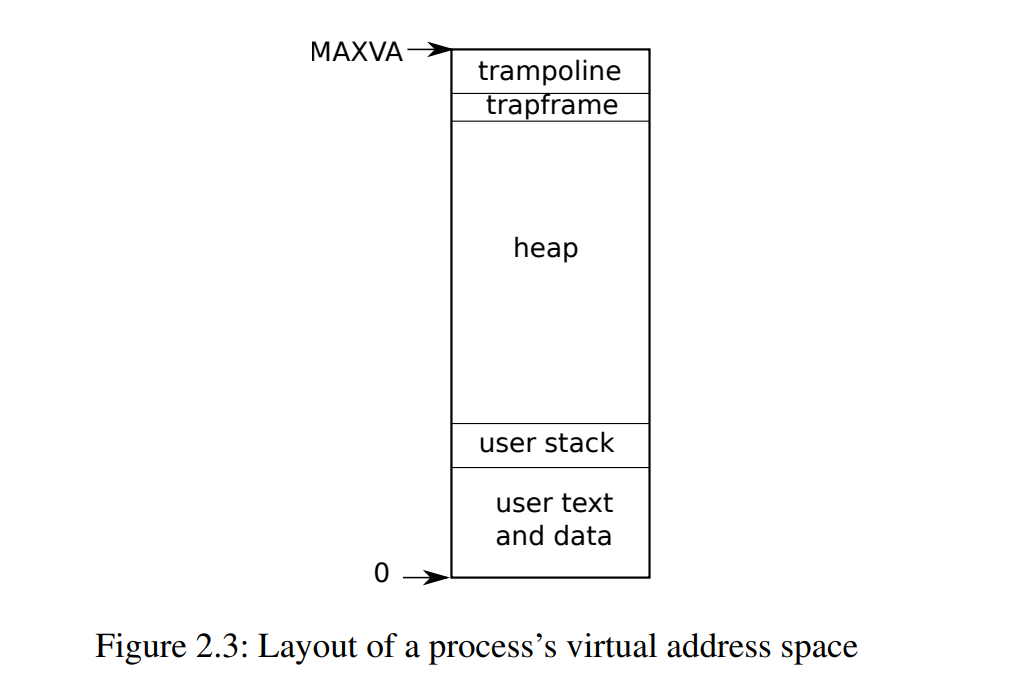 MAXVA
trampoline
trapframe
heap
user stack
user text
and data
0
Figure 2.3: Layout of a process’s virtual address space